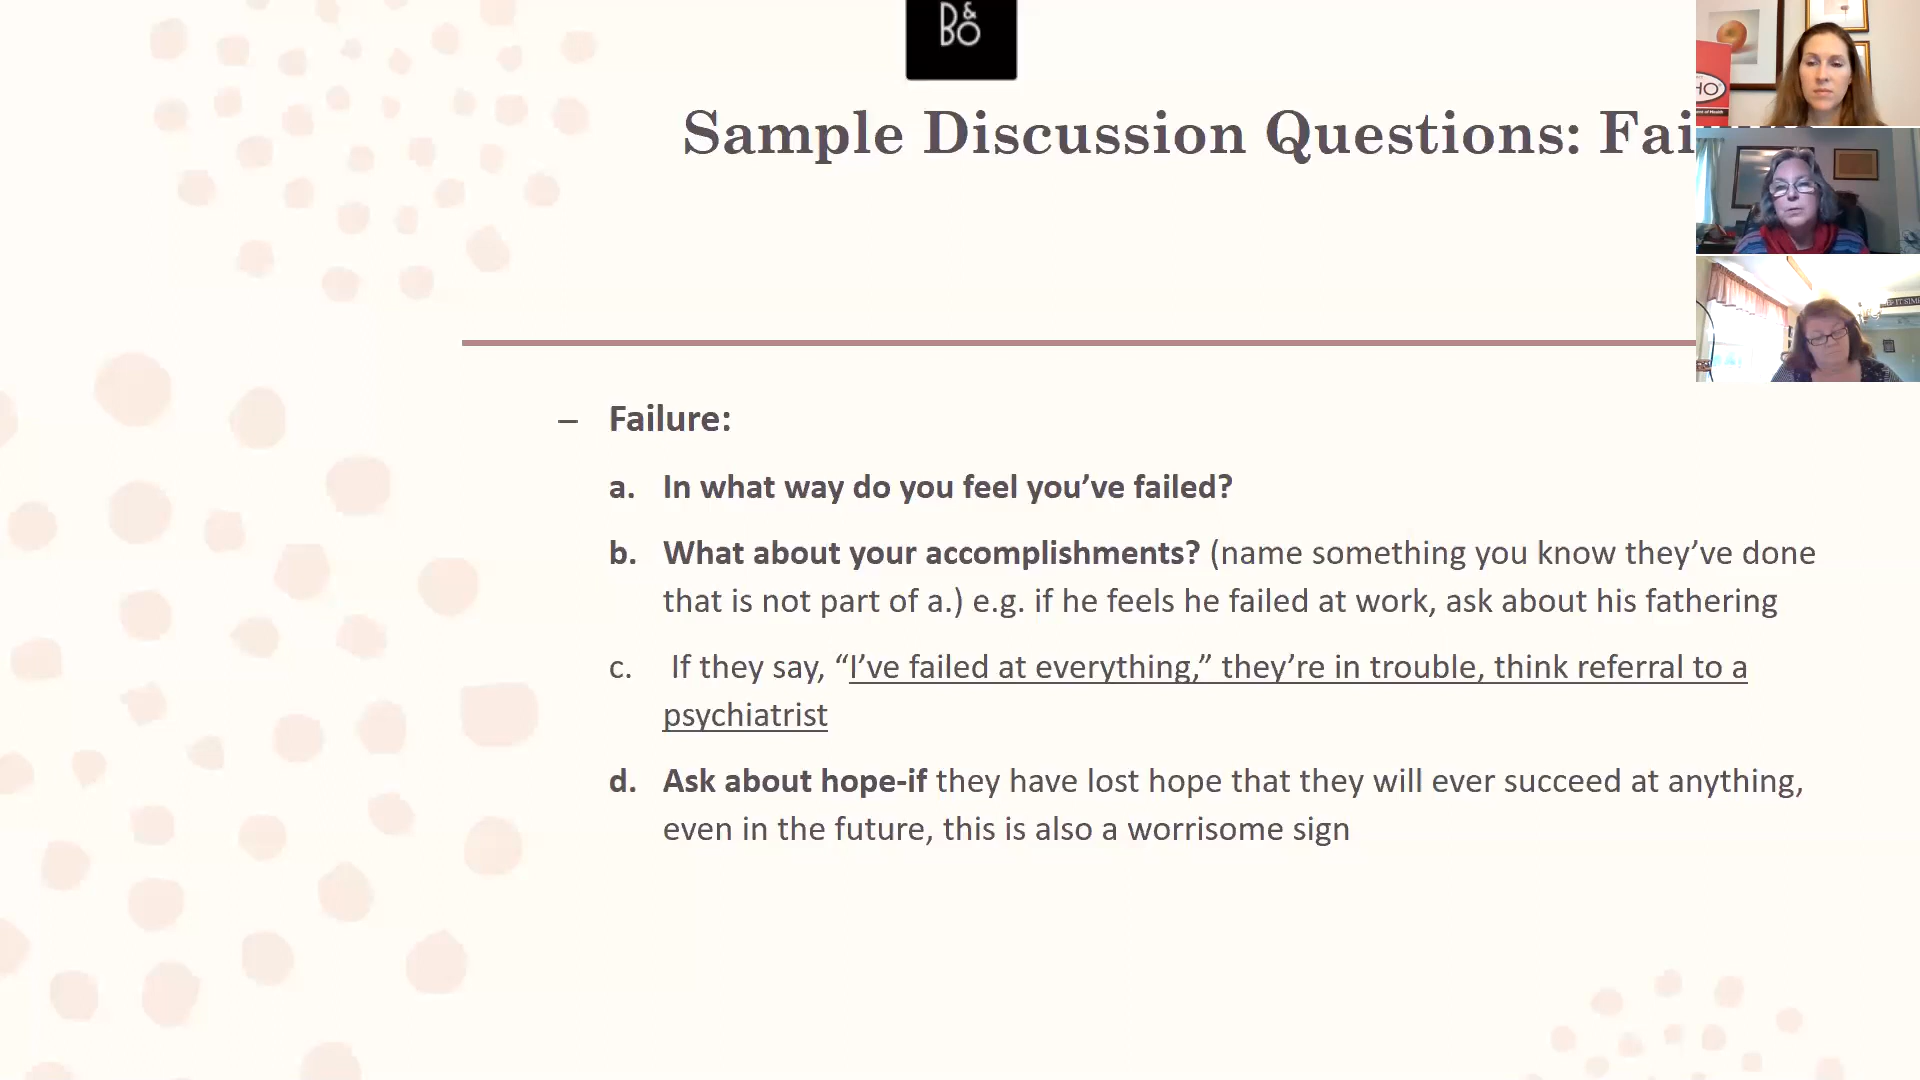 B&O
Sample Discussion Questions: Fai
HO
– Failure:
a. In what way do you feel you’ve failed?
b. What about your accomplishments? (name something you know they’ve done
that is not part of a.) e.g. if he feels he failed at work, ask about his fathering
c. If they say, “I’ve failed at everything,” they’re in trouble, think referral to a
psychiatrist
d. Ask about hope-if they have lost hope that they will ever succeed at anything,
even in the future, this is also a worrisome sign